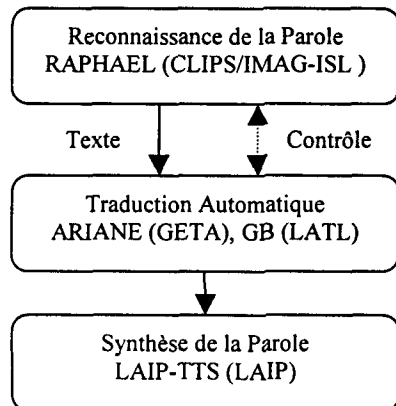 Reconnaissance de la Parole
RAPHAEL (CLIPS/IMAG-ISL )
Texte
Contrôle
Traduction Automatique
ARIANE (GETA), GB (LATL)
Synthèse de la Parole
LAIP-TTS (LAIP)